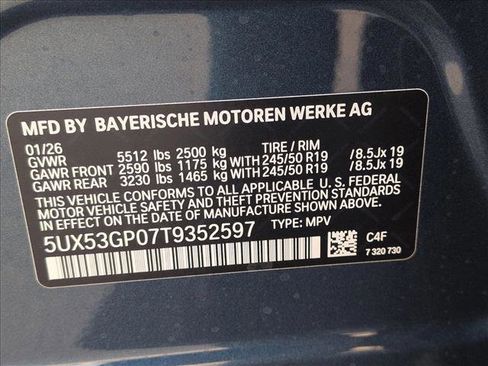 MFD BY BAYERISCHE MOTOREN WERKE AG
01/26
GVWR 5512 lbs 2500 kg TIRE / RIM
GAWR FRONT 2590 lbs 1175 kg WITH 245/50 R19 /8.5Jx 19
GAWR REAR 3230 lbs 1465 kg WITH 245/50 R19 /8.5Jx 19
THIS VEHICLE CONFORMS TO ALL APPLICABLE U.S. FEDERAL
MOTOR VEHICLE SAFETY STANDARDS IN EFFECT ON THE
DATE OF MANUFACTURE SHOWN ABOVE.
5UX53GP07T9352597 TYPE: MPV
C4F
7 320 730